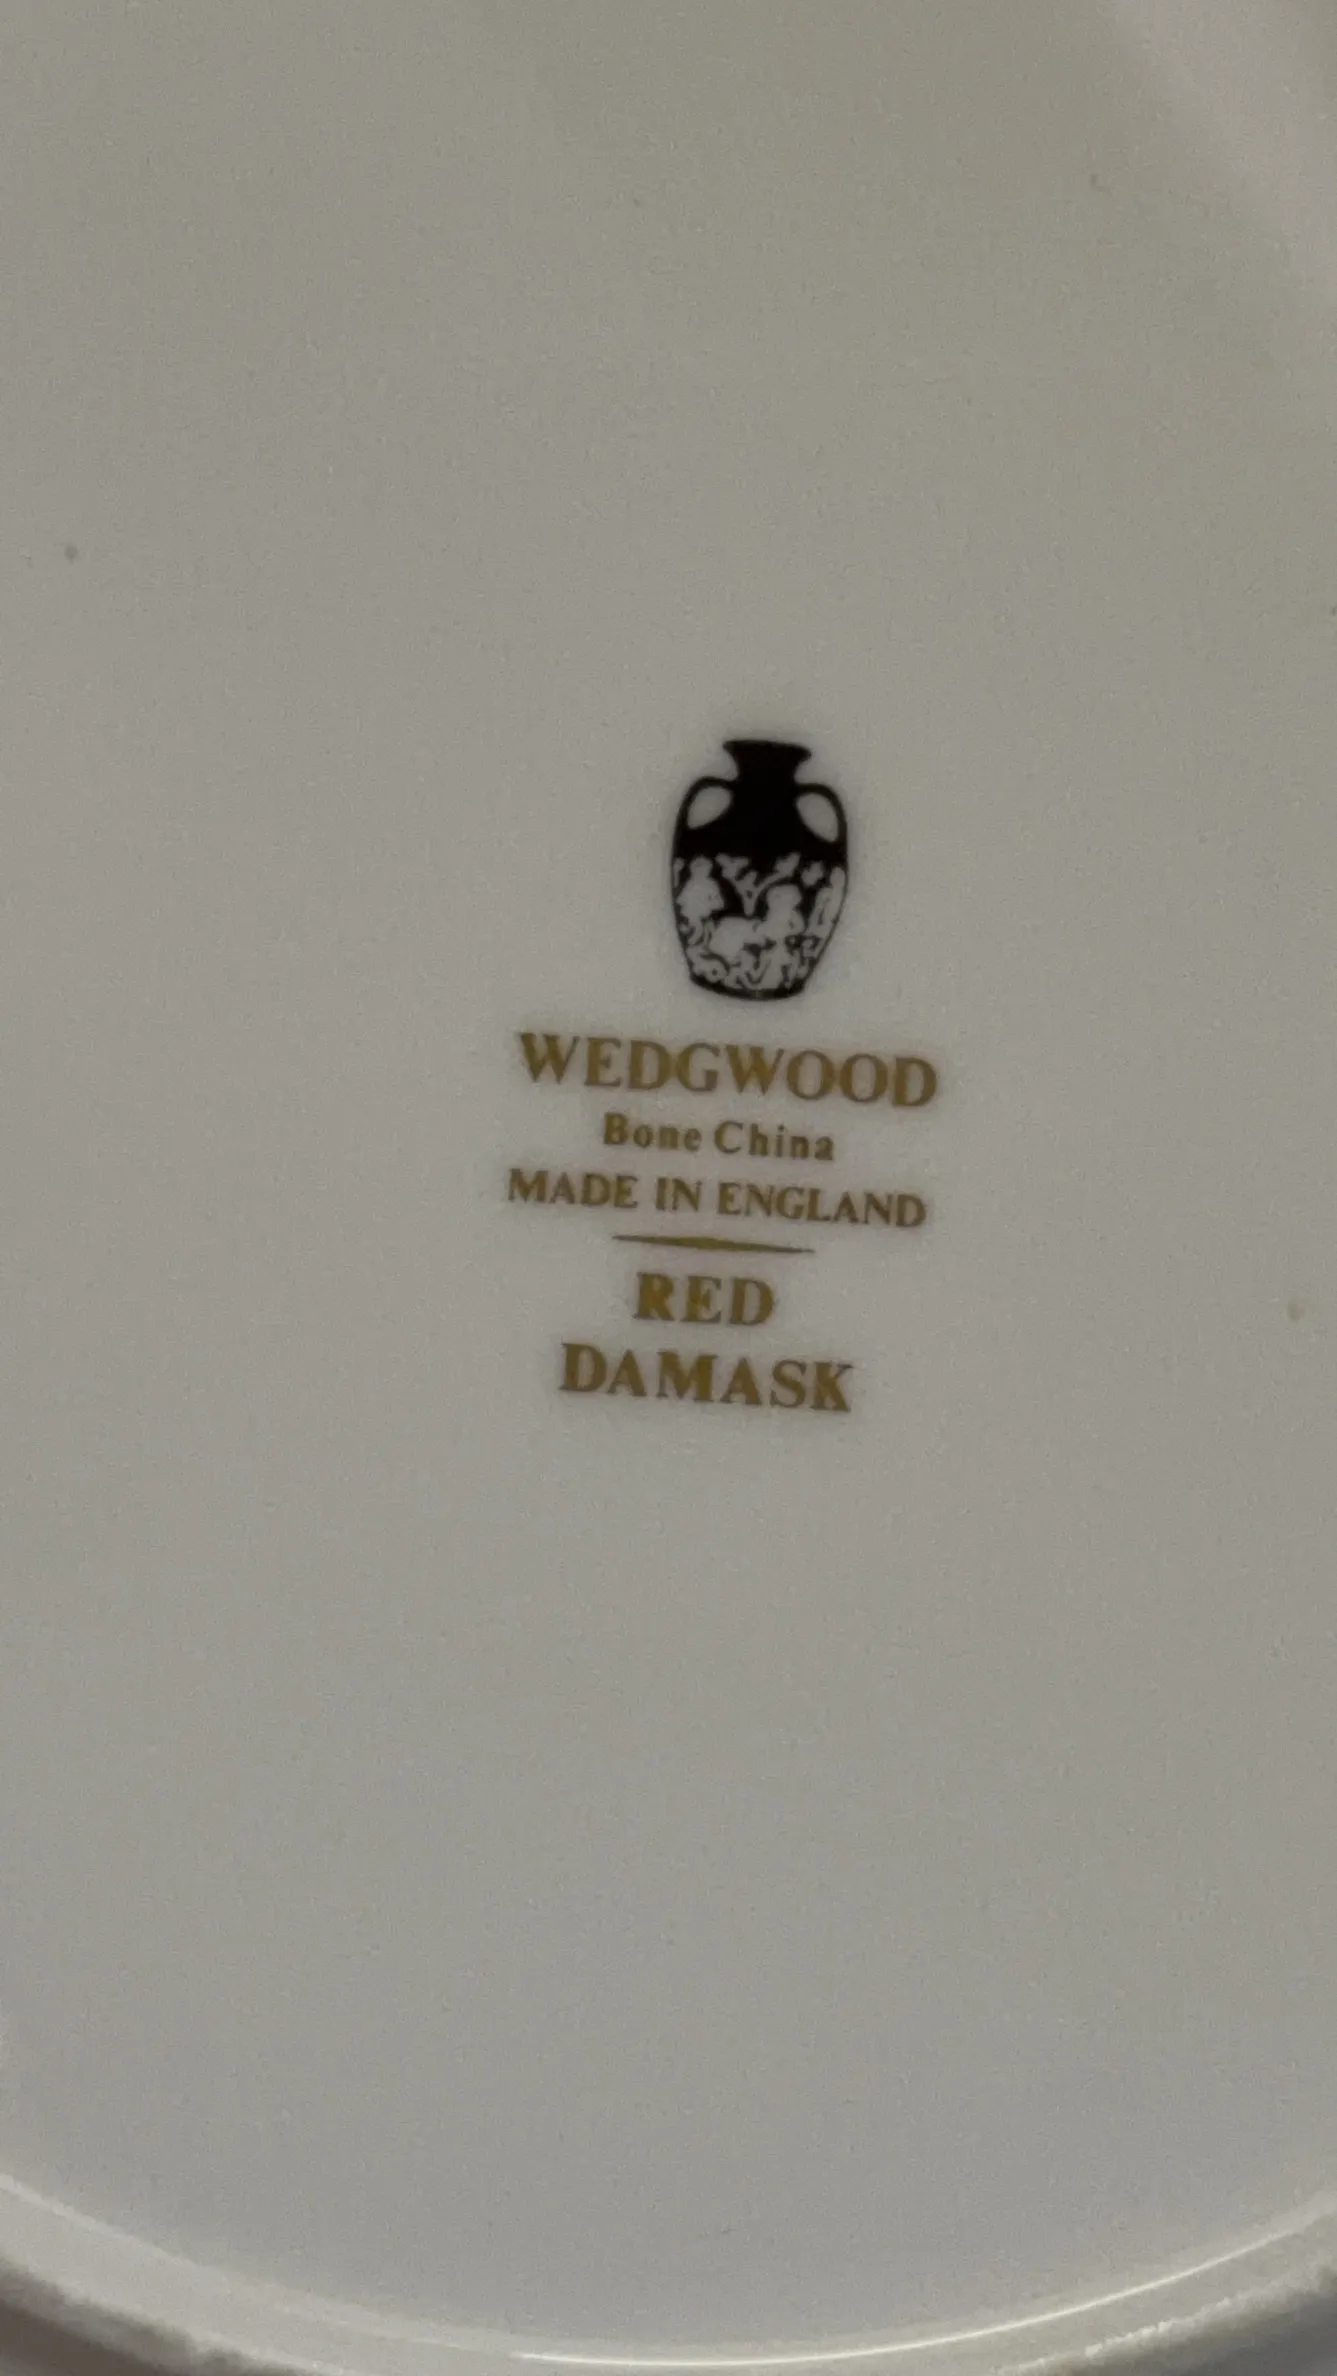 WEDGWOOD
Bone China
MADE IN ENGLAND
RED
DAMASK